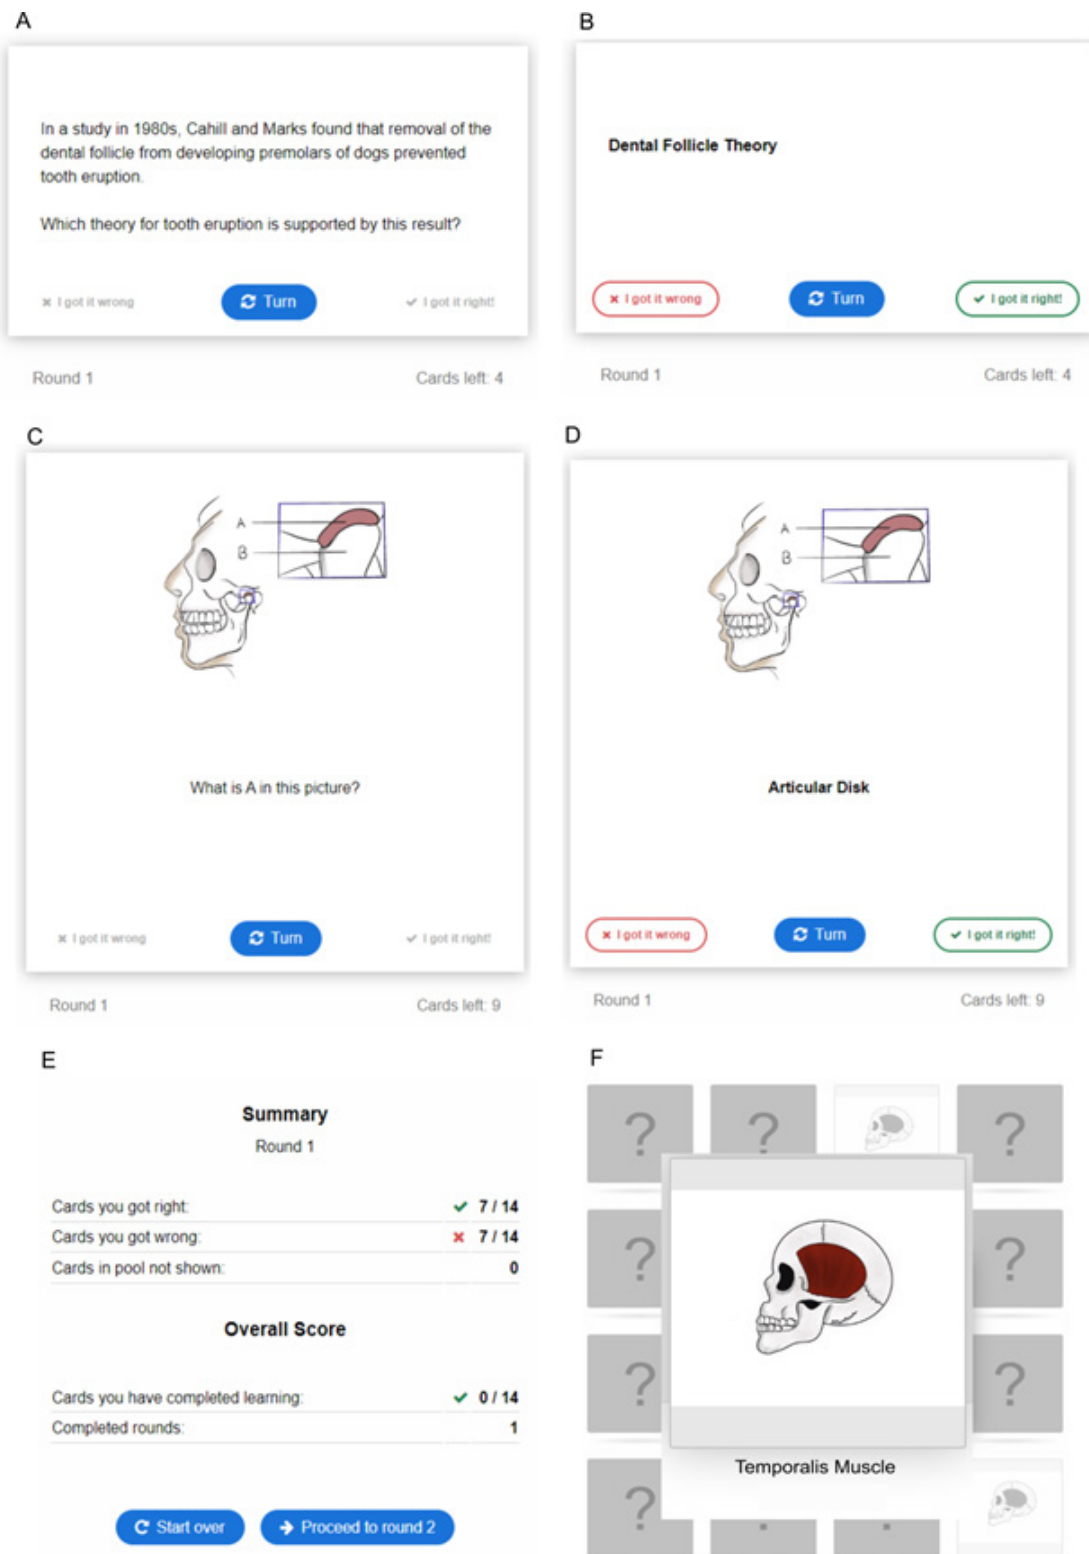 A
In a study in 1980s, Cahill and Marks found that removal of the
dental follicle from developing premolars of dogs prevented
tooth eruption.
Which theory for tooth eruption is supported by this result?
✖ I got it wrong
Turn
✔ I got it right!
Round 1
Cards left: 4
B
Dental Follicle Theory
✖ I got it wrong
Turn
✔ I got it right!
Round 1
Cards left: 4
C
A
B
What is A in this picture?
✖ I got it wrong
Turn
✔ I got it right!
Round 1
Cards left: 9
D
A
B
Articular Disk
✖ I got it wrong
Turn
✔ I got it right!
Round 1
Cards left: 9
E
Summary
Round 1
Cards you got right: ✔ 7 / 14
Cards you got wrong: ✖ 7 / 14
Cards in pool not shown: 0
Overall Score
Cards you have completed learning: ✔ 0 / 14
Completed rounds: 1
Start over
Proceed to round 2
F
? ? ?
? ?
? ?
?
Temporalis Muscle